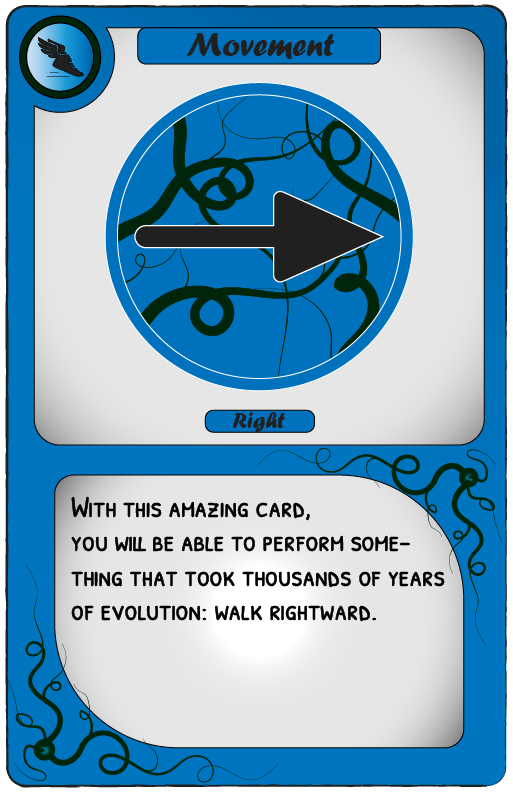 Movement
Right
WITH THIS AMAZING CARD,
YOU WILL BE ABLE TO PERFORM SOME-
THING THAT TOOK THOUSANDS OF YEARS
OF EVOLUTION: WALK RIGHTWARD.